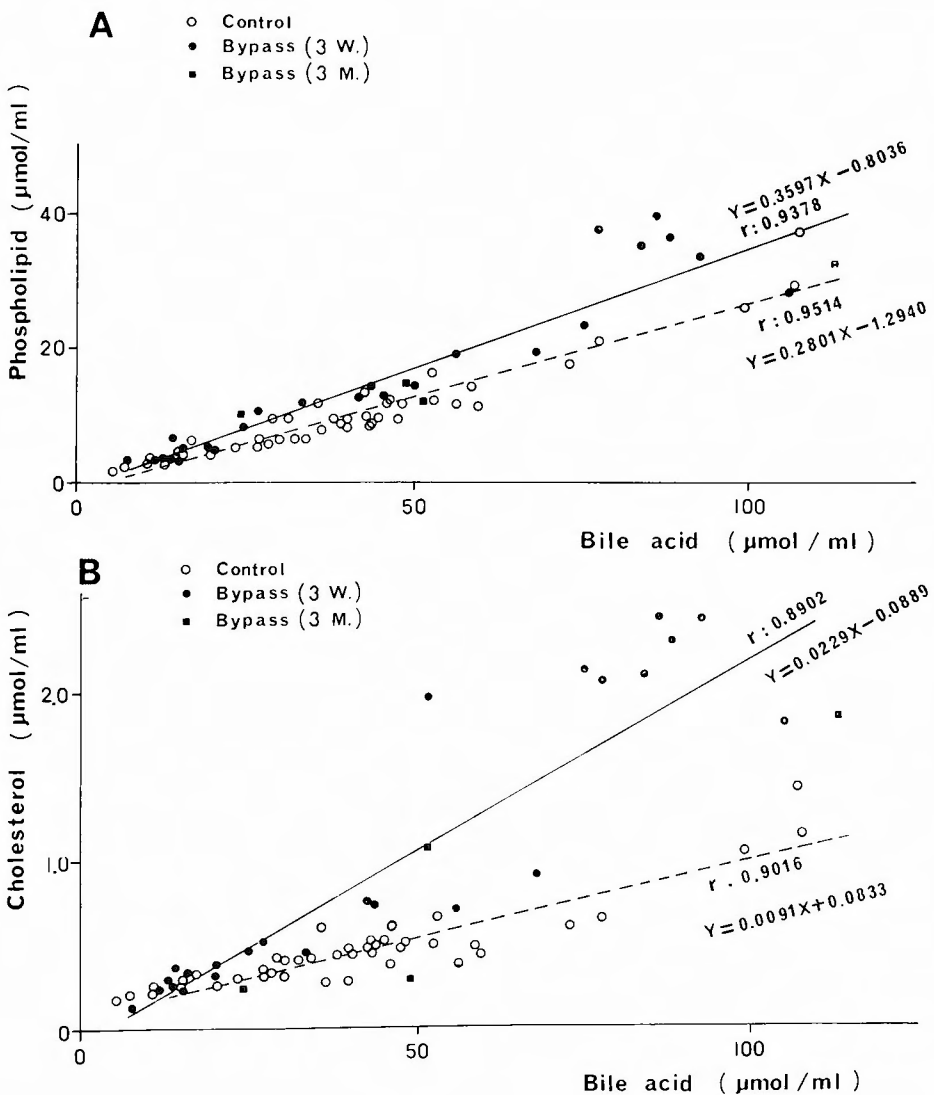 A
Control
Bypass (3 W.)
Bypass (3 M.)
Phospholipid (µmol/ml)
40
20
0
0
50
100
Y=0.3597X −0.8036
r: 0.9378
r: 0.9514
Y=0.2801X−1.2940
Bile acid (µmol / ml)
B
Control
Bypass (3 W.)
Bypass (3 M.)
Cholesterol (µmol/ml)
2.0
1.0
0
0
50
100
r: 0.8902
Y=0.0229X−0.0889
r . 0.9016
Y=0.0091X+0.0833
Bile acid (µmol / ml)